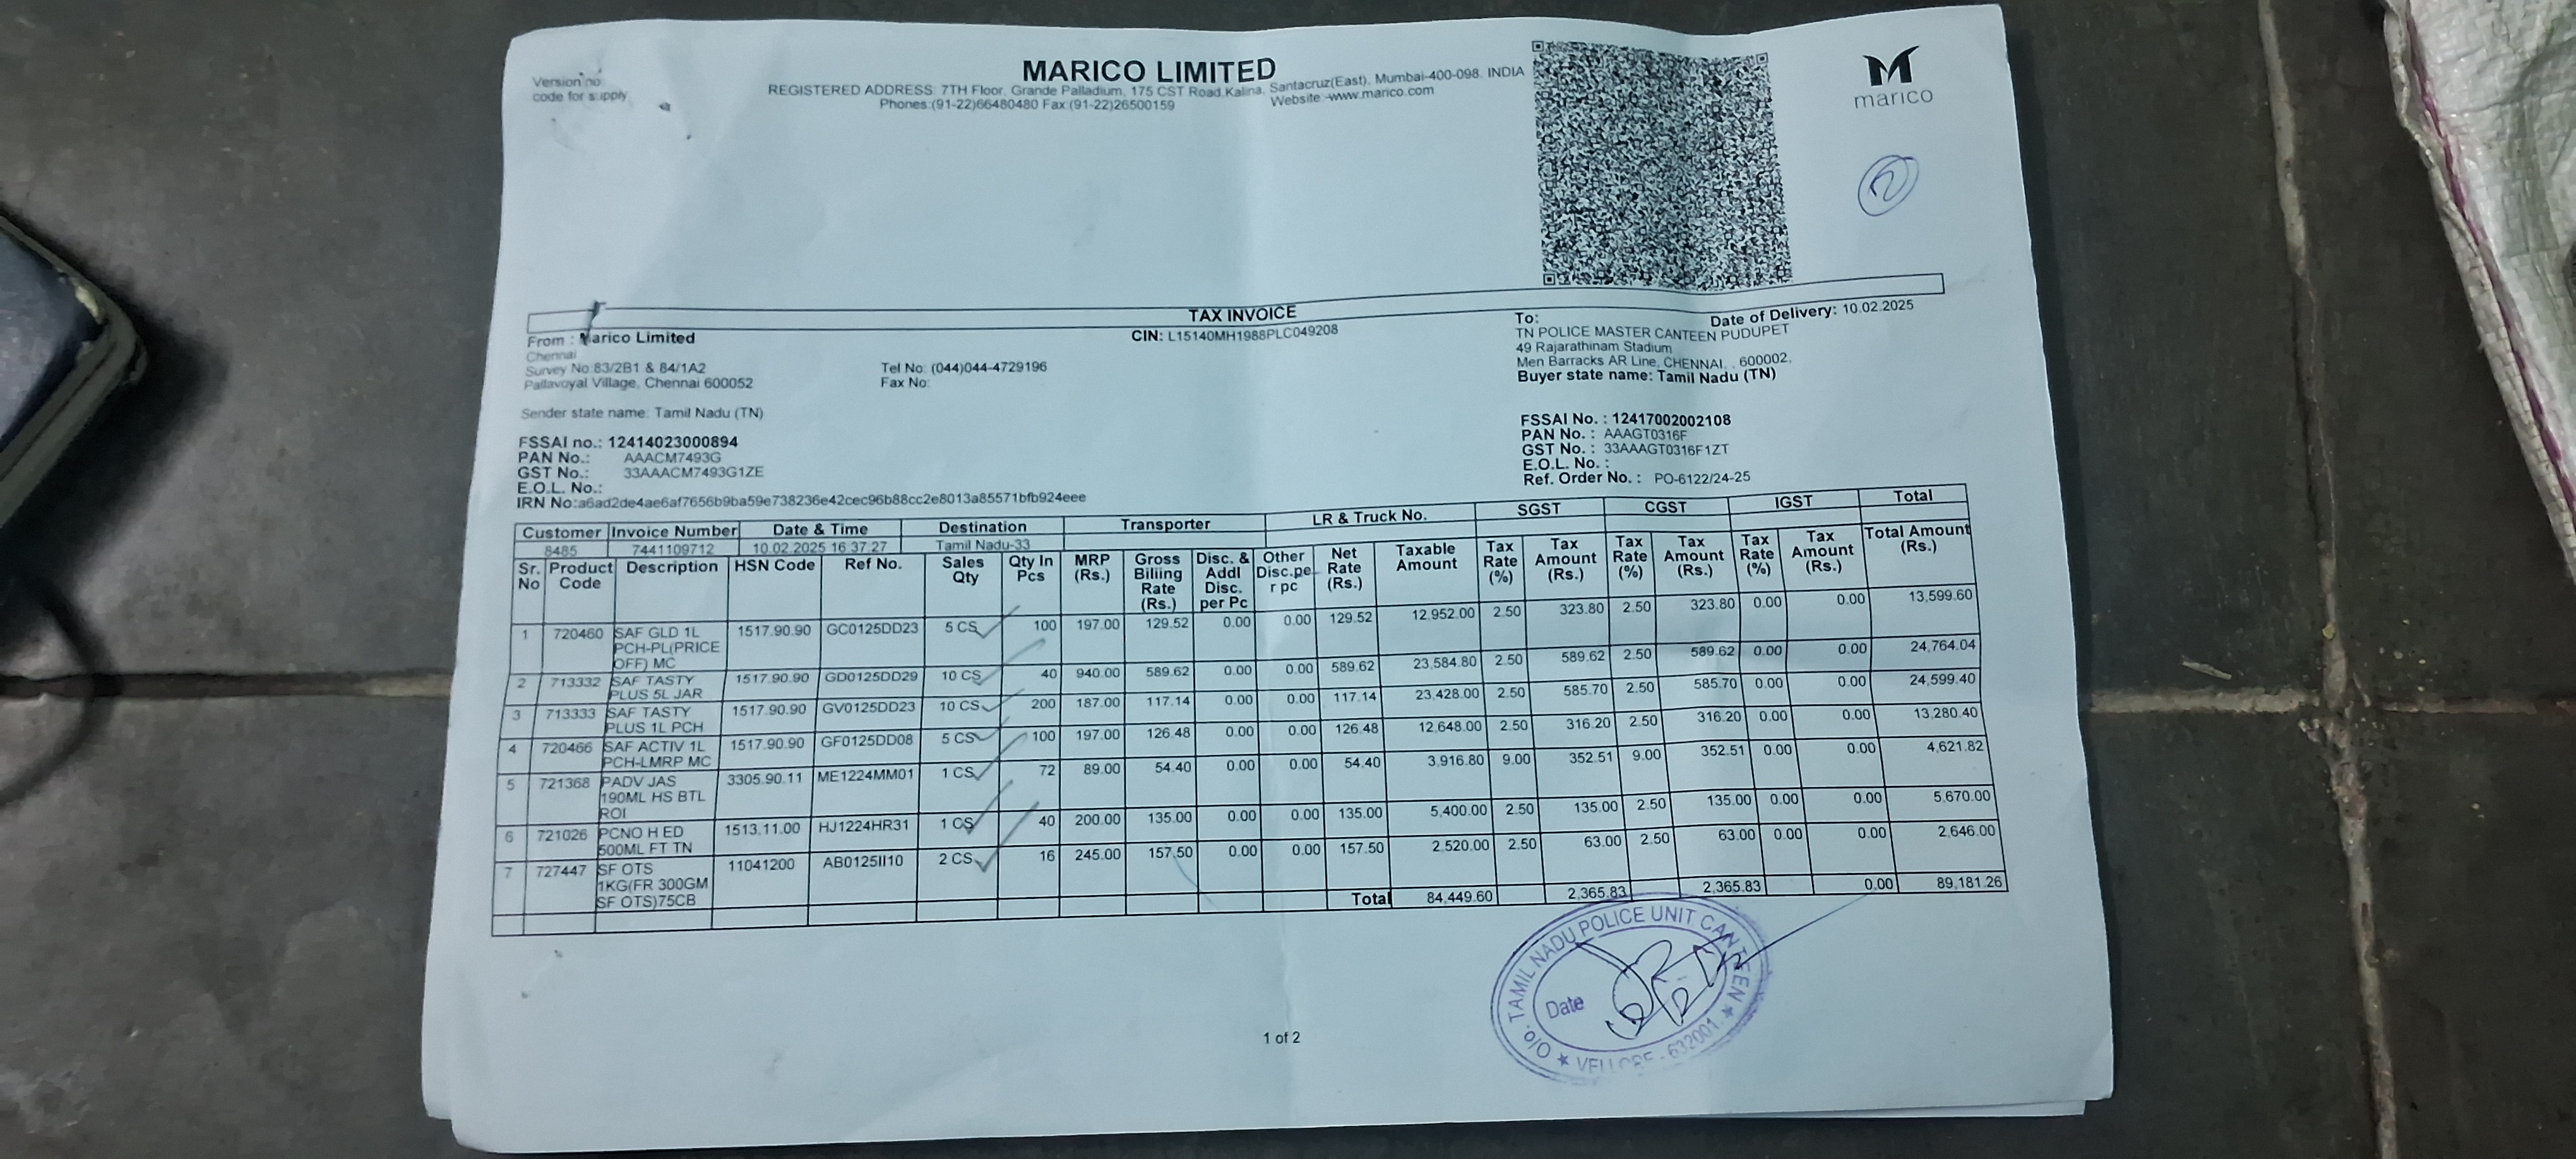 Version no:
code for supply
MARICO LIMITED
REGISTERED ADDRESS: 7TH Floor, Grande Palladium, 175 CST Road,Kalina, Santacruz(East), Mumbai-400-098. INDIA
Phones:(91-22)66480480 Fax:(91-22)26500159 Website:-www.marico.com
marico
TAX INVOICE
From : Marico Limited
CIN: L15140MH1988PLC049208
Chennai
Survey No:83/2B1 & 84/1A2
Pallavoyal Village, Chennai 600052
Tel No: (044)044-4729196
Fax No:
Sender state name: Tamil Nadu (TN)
FSSAI no.: 12414023000894
PAN No.: AAACM7493G
GST No.: 33AAACM7493G1ZE
E.O.L. No.:
IRN No:a6ad2de4ae6af7656b9ba59e738236e42cec96b88cc2e8013a85571bfb924eee
To: Date of Delivery: 10.02.2025
TN POLICE MASTER CANTEEN PUDUPET
49 Rajarathinam Stadium
Men Barracks AR Line, CHENNAI, , 600002,
Buyer state name: Tamil Nadu (TN)
FSSAI No. : 12417002002108
PAN No. : AAAGT0316F
GST No. : 33AAAGT0316F1ZT
E.O.L. No. :
Ref. Order No. : PO-6122/24-25
Customer Invoice Number Date & Time Destination Transporter LR & Truck No. SGST CGST IGST Total
8485 7441109712 10.02.2025 16:37:27 Tamil Nadu-33
Sr. No Product Code Description HSN Code Ref No. Sales Qty Qty In Pcs MRP (Rs.) Gross Billing Rate (Rs.) Disc. & Addl Disc. per Pc Other Disc.per pc Net Rate (Rs.) Taxable Amount Tax Rate (%) Tax Amount (Rs.) Tax Rate (%) Tax Amount (Rs.) Tax Rate (%) Tax Amount (Rs.) Total Amount (Rs.)
1 720460 SAF GLD 1L PCH-PL(PRICE OFF) MC 1517.90.90 GC0125DD23 5 CS 100 197.00 129.52 0.00 0.00 129.52 12,952.00 2.50 323.80 2.50 323.80 0.00 0.00 13,599.60
2 713332 SAF TASTY PLUS 5L JAR 1517.90.90 GD0125DD29 10 CS 40 940.00 589.62 0.00 0.00 589.62 23,584.80 2.50 589.62 2.50 589.62 0.00 0.00 24,764.04
3 713333 SAF TASTY PLUS 1L PCH 1517.90.90 GV0125DD23 10 CS 200 187.00 117.14 0.00 0.00 117.14 23,428.00 2.50 585.70 2.50 585.70 0.00 0.00 24,599.40
4 720466 SAF ACTIV 1L PCH-LMRP MC 1517.90.90 GF0125DD08 5 CS 100 197.00 126.48 0.00 0.00 126.48 12,648.00 2.50 316.20 2.50 316.20 0.00 0.00 13,280.40
5 721368 PADV JAS 190ML HS BTL ROI 3305.90.11 ME1224MM01 1 CS 72 89.00 54.40 0.00 0.00 54.40 3,916.80 9.00 352.51 9.00 352.51 0.00 0.00 4,621.82
6 721026 PCNO H ED 500ML FT TN 1513.11.00 HJ1224HR31 1 CS 40 200.00 135.00 0.00 0.00 135.00 5,400.00 2.50 135.00 2.50 135.00 0.00 0.00 5,670.00
7 727447 SF OTS 1KG(FR 300GM SF OTS)75CB 11041200 AB0125II10 2 CS 16 245.00 157.50 0.00 0.00 157.50 2,520.00 2.50 63.00 2.50 63.00 0.00 0.00 2,646.00
Total 84,449.60 2,365.83 2,365.83 0.00 89,181.26
O/o. TAMIL NADU POLICE UNIT CANTEEN
Date
VELLORE - 632001.
1 of 2